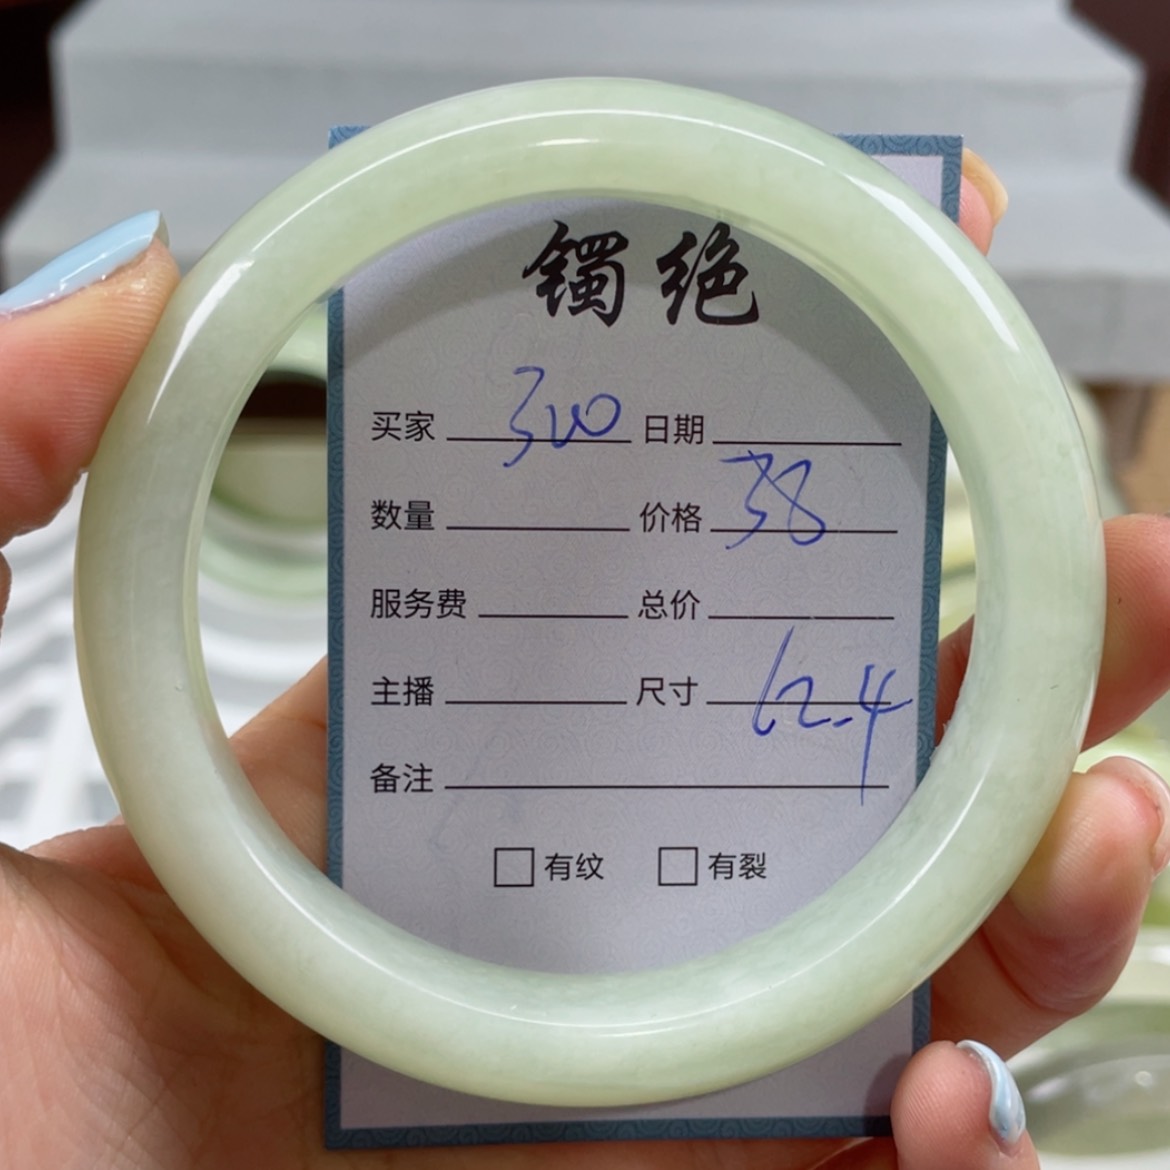 镯绝
买家 300 日期
数量 价格 38
服务费 总价
主播 尺寸 62.4
备注
有纹 有裂